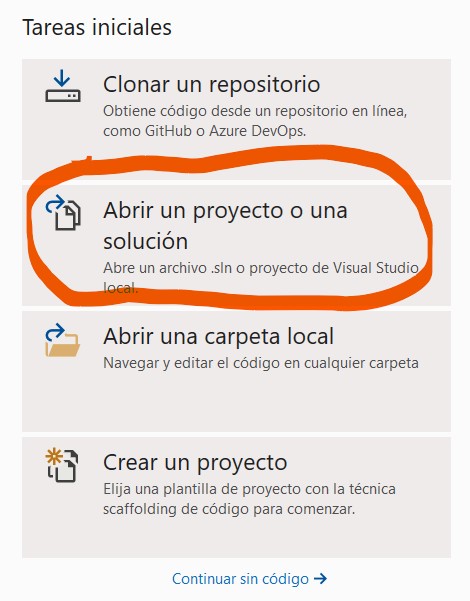 Tareas iniciales
Clonar un repositorio
Obtiene código desde un repositorio en línea,
como GitHub o Azure DevOps.
Abrir un proyecto o una
solución
Abre un archivo .sln o proyecto de Visual Studio
local.
Abrir una carpeta local
Navegar y editar el código en cualquier carpeta
Crear un proyecto
Elija una plantilla de proyecto con la técnica
scaffolding de código para comenzar.
Continuar sin código →